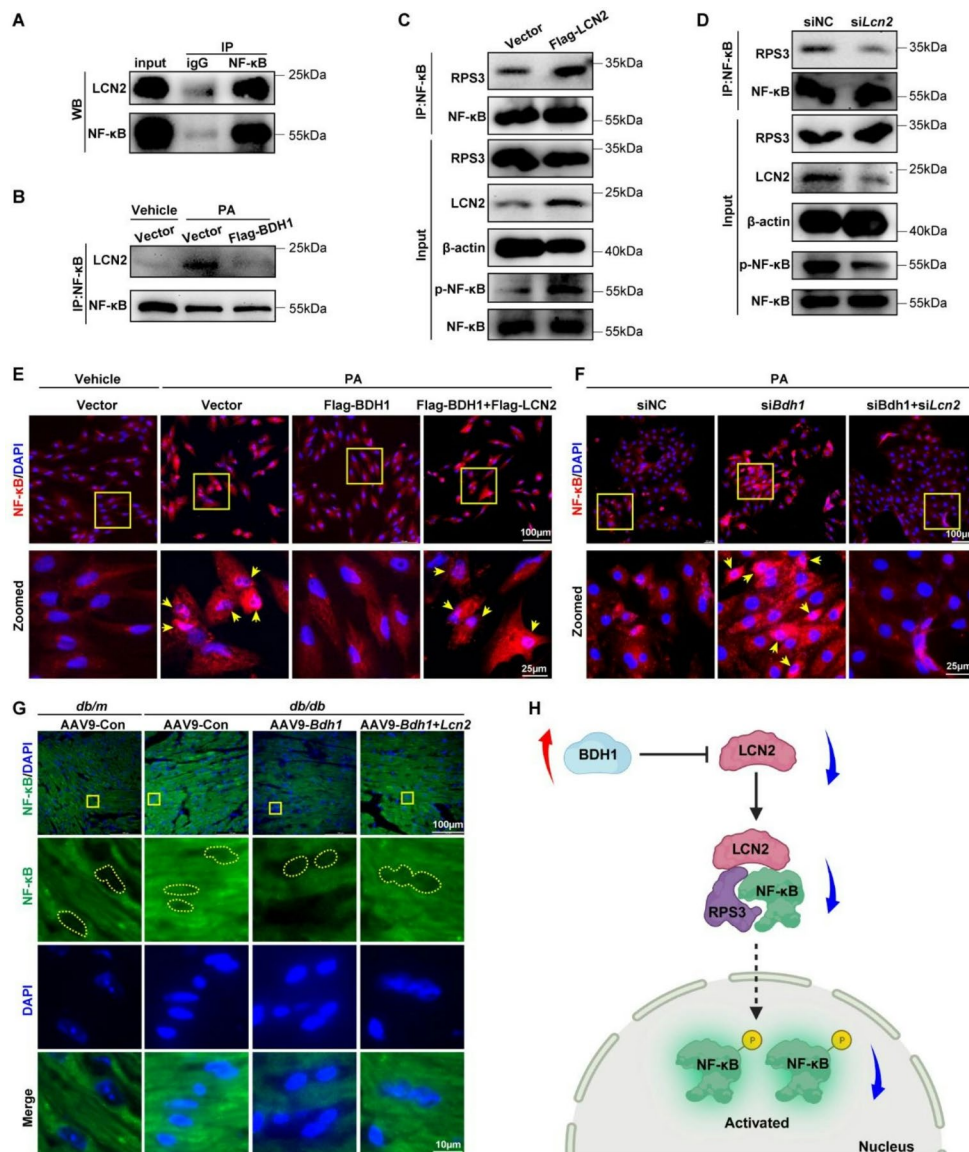 A
IP
input igG NF-κB
25kDa
LCN2
WB
NF-κB
55kDa
B
Vehicle PA
Vector Vector Flag-BDH1
25kDa
LCN2
IP:NF-κB
NF-κB
55kDa
C
Vector Flag-LCN2
35kDa
RPS3
IP:NF-κB
NF-κB
55kDa
35kDa
RPS3
25kDa
LCN2
Input
β-actin
40kDa
p-NF-κB
55kDa
NF-κB
55kDa
D
siNC siLcn2
35kDa
RPS3
IP:NF-κB
NF-κB
55kDa
35kDa
RPS3
25kDa
LCN2
Input
β-actin
40kDa
p-NF-κB
55kDa
NF-κB
55kDa
E
Vehicle PA
Vector Vector Flag-BDH1 Flag-BDH1+Flag-LCN2
NF-κB/DAPI
100μm
Zoomed
25μm
F
PA
siNC siBdh1 siBdh1+siLcn2
NF-κB/DAPI
100μm
Zoomed
25μm
G
db/m db/db
AAV9-Con AAV9-Con AAV9-Bdh1 AAV9-Bdh1+Lcn2
NF-κB/DAPI
100μm
NF-κB
DAPI
Merge
10μm
H
BDH1
LCN2
LCN2
NF-κB
RPS3
P
P
NF-κB
NF-κB
Activated
Nucleus